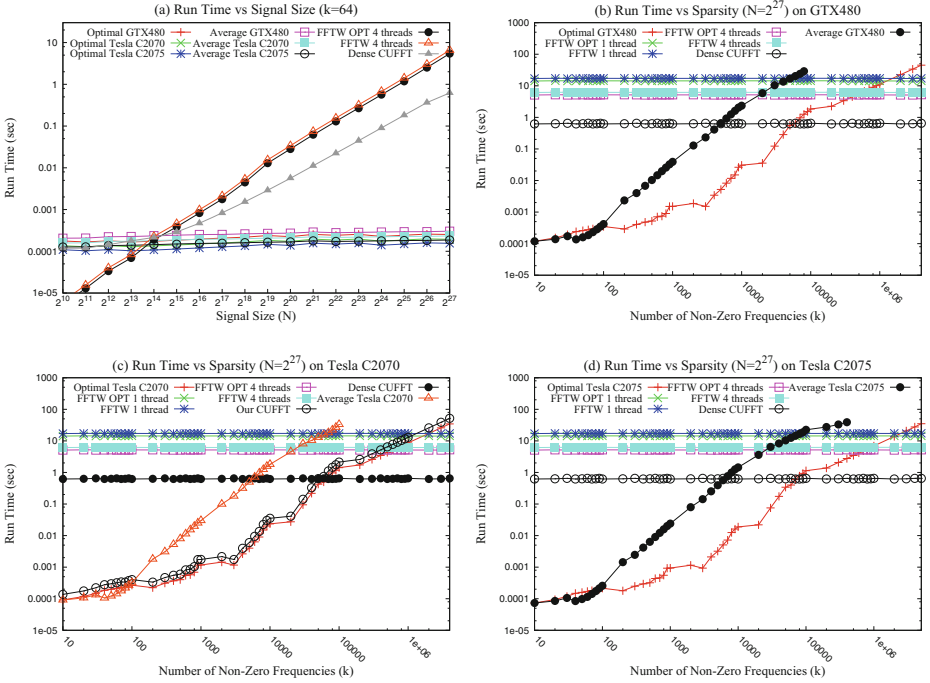 (a) Run Time vs Signal Size (k=64)
Optimal GTX480
Average GTX480
FFTW OPT 4 threads
Optimal Tesla C2070
Average Tesla C2070
FFTW 4 threads
Optimal Tesla C2075
Average Tesla C2075
Dense CUFFT
Run Time (sec)
10
1
0.1
0.01
0.001
0.0001
1e-05
2^10 2^11 2^12 2^13 2^14 2^15 2^16 2^17 2^18 2^19 2^20 2^21 2^22 2^23 2^24 2^25 2^26 2^27
Signal Size (N)
(b) Run Time vs Sparsity (N=2^27) on GTX480
Optimal GTX480
FFTW OPT 4 threads
Average GTX480
FFTW OPT 1 thread
FFTW 4 threads
FFTW 1 thread
Dense CUFFT
Run Time (sec)
1000
100
10
1
0.1
0.01
0.001
0.0001
1e-05
10 100 1000 10000 100000 1e+06
Number of Non-Zero Frequencies (k)
(c) Run Time vs Sparsity (N=2^27) on Tesla C2070
Optimal Tesla C2070
FFTW OPT 4 threads
Dense CUFFT
FFTW OPT 1 thread
FFTW 4 threads
Average Tesla C2070
FFTW 1 thread
Our CUFFT
Run Time (sec)
1000
100
10
1
0.1
0.01
0.001
0.0001
1e-05
10 100 1000 10000 100000 1e+06
Number of Non-Zero Frequencies (k)
(d) Run Time vs Sparsity (N=2^27) on Tesla C2075
Optimal Tesla C2075
FFTW OPT 4 threads
Average Tesla C2075
FFTW OPT 1 thread
FFTW 4 threads
FFTW 1 thread
Dense CUFFT
Run Time (sec)
1000
100
10
1
0.1
0.01
0.001
0.0001
1e-05
10 100 1000 10000 100000 1e+06
Number of Non-Zero Frequencies (k)